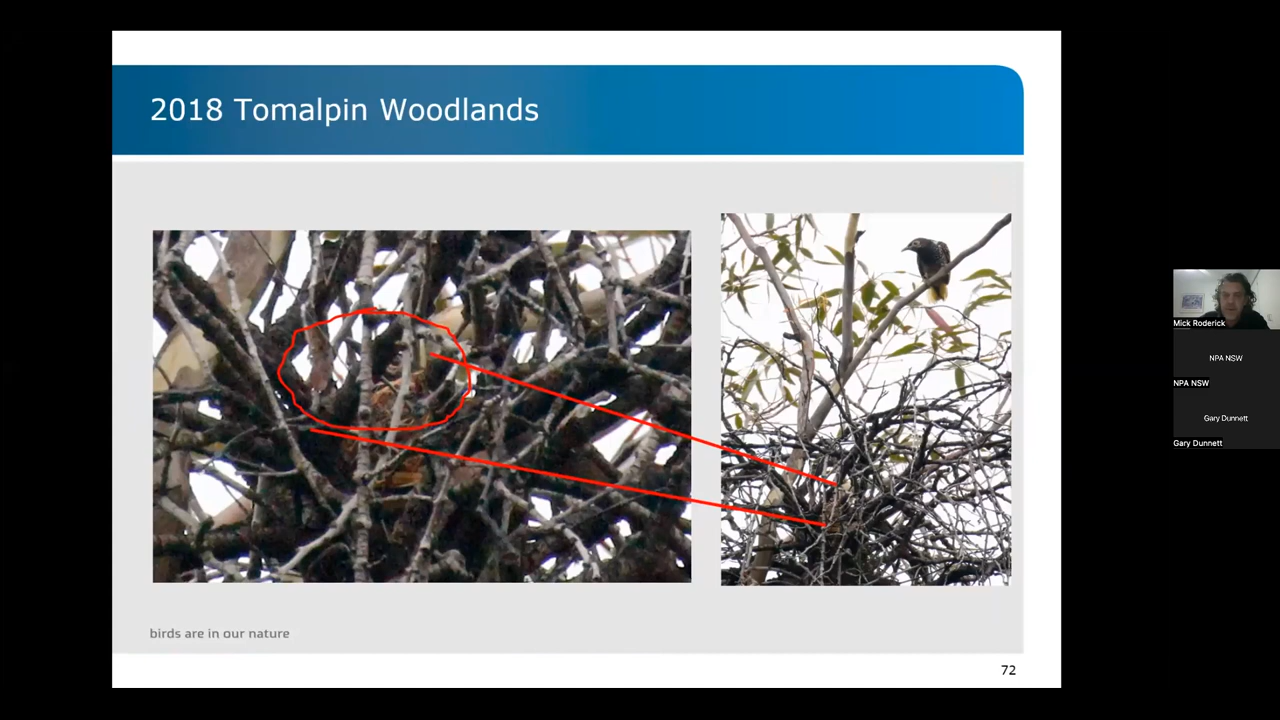 2018 Tomalpin Woodlands
birds are in our nature
72
Mick Roderick
NPA NSW
NPA NSW
Gary Dunnett
Gary Dunnett